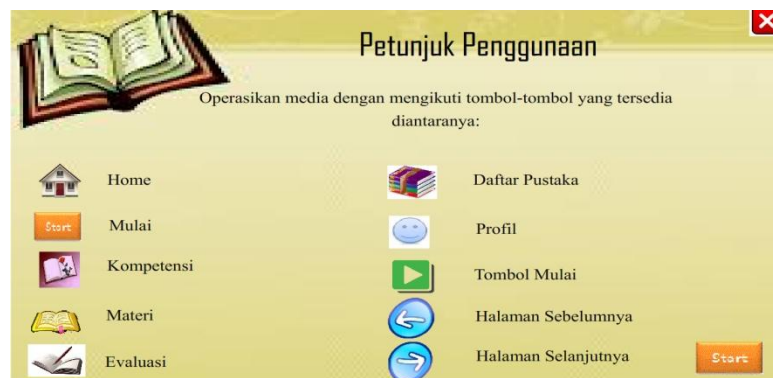 Petunjuk Penggunaan
Operasikan media dengan mengikuti tombol-tombol yang tersedia
diantaranya:
Home
Start
Mulai
Kompetensi
Materi
Evaluasi
Daftar Pustaka
Profil
Tombol Mulai
Halaman Sebelumnya
Halaman Selanjutnya
Start